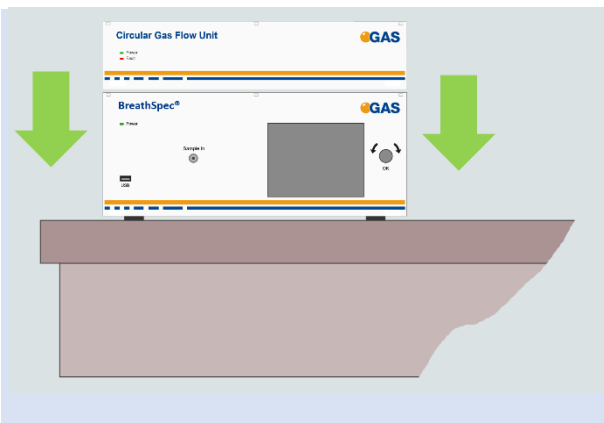 Circular Gas Flow Unit
GAS
Power
Fault
BreathSpec®
GAS
Power
Sample In
USB
OK